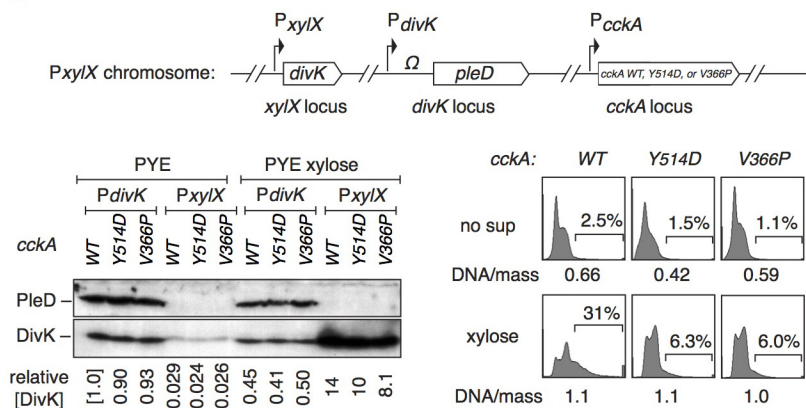 PxylX PdivK PcckA
Ω
PxylX chromosome: divK pleD cckA WT, Y514D, or V366P
xylX locus divK locus cckA locus
PYE PYE xylose
PdivK PxylX PdivK PxylX
cckA WT Y514D V366P WT Y514D V366P WT Y514D V366P WT Y514D V366P
PleD
DivK
relative [DivK] [1.0] 0.90 0.93 0.029 0.024 0.026 0.45 0.41 0.50 14 10 8.1
cckA: WT Y514D V366P
no sup 2.5% 1.5% 1.1%
DNA/mass 0.66 0.42 0.59
xylose 31% 6.3% 6.0%
DNA/mass 1.1 1.1 1.0